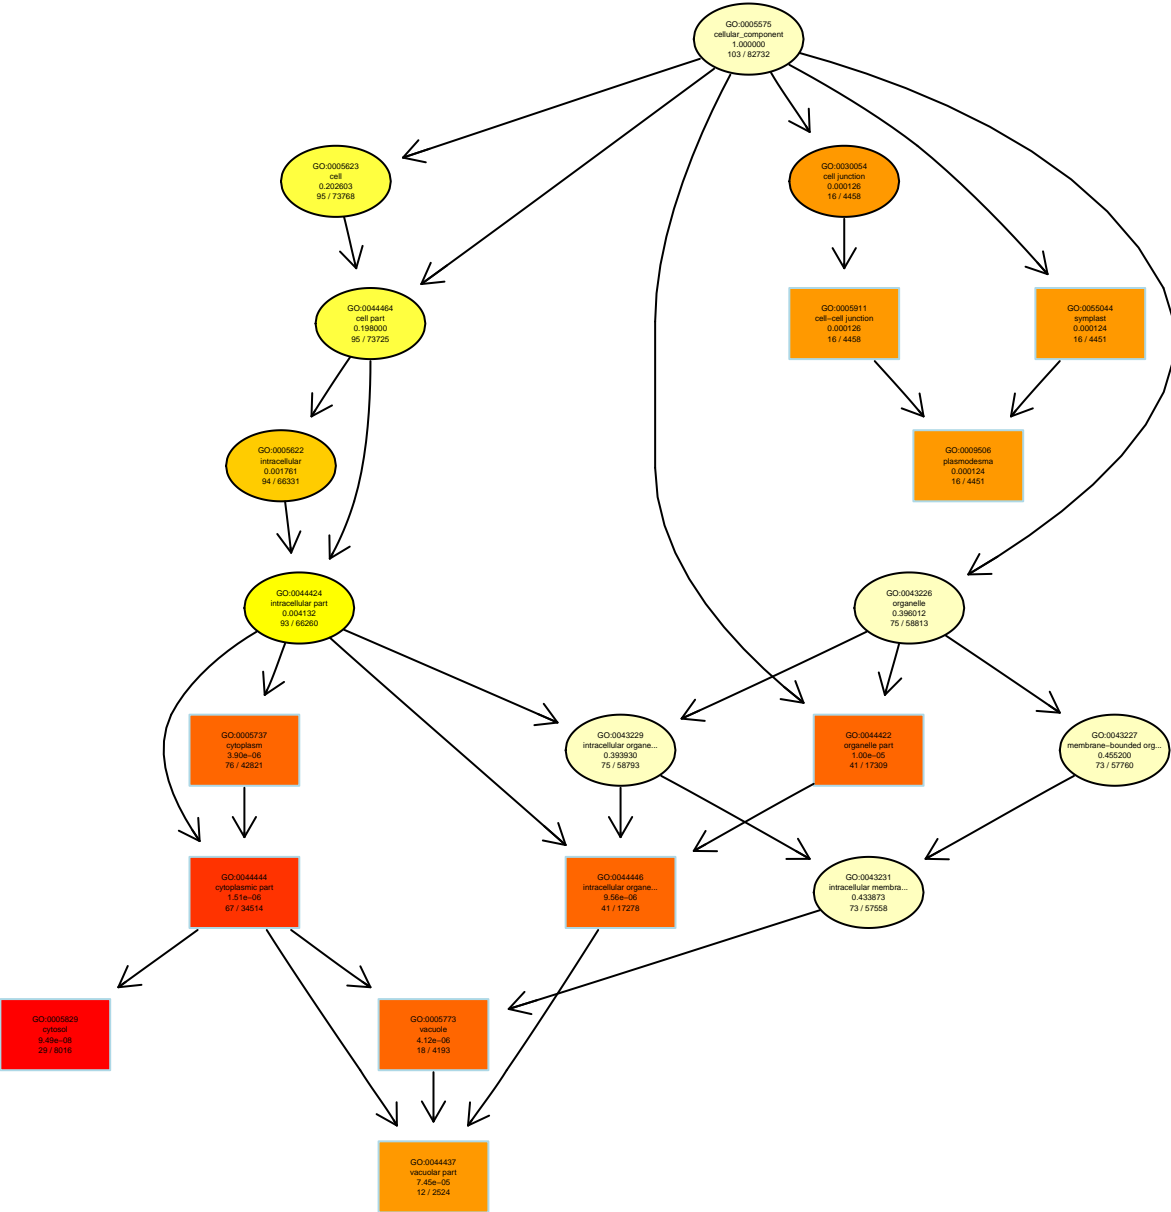 GO:0005575
cellular_component
1.000000
103 / 82732
GO:0005623
cell
0.202603
95 / 73768
GO:0030054
cell junction
0.000126
16 / 4458
GO:0044464
cell part
0.198000
95 / 73725
GO:0005911
cell−cell junction
0.000126
16 / 4458
GO:0055044
symplast
0.000124
16 / 4451
GO:0005622
intracellular
0.001761
94 / 66331
GO:0009506
plasmodesma
0.000124
16 / 4451
GO:0044424
intracellular part
0.004132
93 / 66260
GO:0043226
organelle
0.396012
75 / 58813
GO:0005737
cytoplasm
3.90e−06
76 / 42821
GO:0043229
intracellular organe...
0.393930
75 / 58793
GO:0044422
organelle part
1.00e−05
41 / 17309
GO:0043227
membrane−bounded org...
0.455200
73 / 57760
GO:0044444
cytoplasmic part
1.51e−06
67 / 34514
GO:0044446
intracellular organe...
9.56e−06
41 / 17278
GO:0043231
intracellular membra...
0.433873
73 / 57558
GO:0005829
cytosol
9.49e−08
29 / 6016
GO:0005773
vacuole
4.12e−06
18 / 4193
GO:0044437
vacuolar part
7.45e−05
12 / 2524